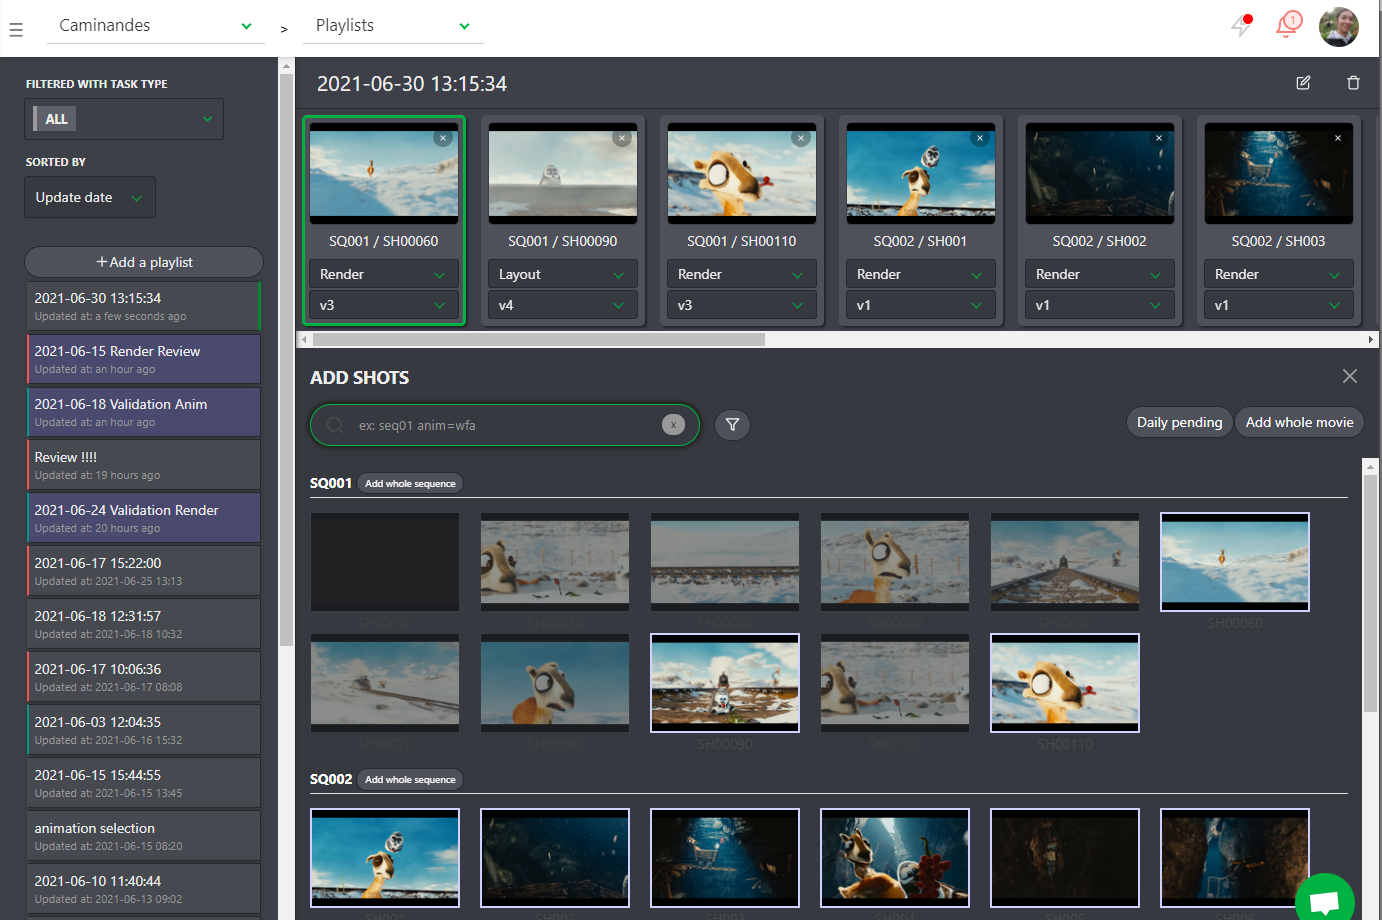 Caminandes
>
Playlists
1
FILTERED WITH TASK TYPE
ALL
SORTED BY
Update date
+Add a playlist
2021-06-30 13:15:34
Updated at: a few seconds ago
2021-06-15 Render Review
Updated at: an hour ago
2021-06-18 Validation Anim
Updated at: an hour ago
Review !!!!
Updated at: 19 hours ago
2021-06-24 Validation Render
Updated at: 20 hours ago
2021-06-17 15:22:00
Updated at: 2021-06-25 13:13
2021-06-18 12:31:57
Updated at: 2021-06-18 10:32
2021-06-17 10:06:36
Updated at: 2021-06-17 08:08
2021-06-03 12:04:35
Updated at: 2021-06-16 15:32
2021-06-15 15:44:55
Updated at: 2021-06-15 13:45
animation selection
Updated at: 2021-06-15 08:20
2021-06-10 11:40:44
Updated at: 2021-06-13 09:02
2021-06-30 13:15:34
SQ001 / SH00060
Render
v3
SQ001 / SH00090
Layout
v4
SQ001 / SH00110
Render
v3
SQ002 / SH001
Render
v1
SQ002 / SH002
Render
v1
SQ002 / SH003
Render
v1
ADD SHOTS
ex: seq01 anim=wfa
x
Daily pending
Add whole movie
SQ001
Add whole sequence
SH00010
SH00020
SH00030
SH00040
SH00050
SH00060
SH00070
SH00080
SH00090
SH00100
SH00110
SQ002
Add whole sequence